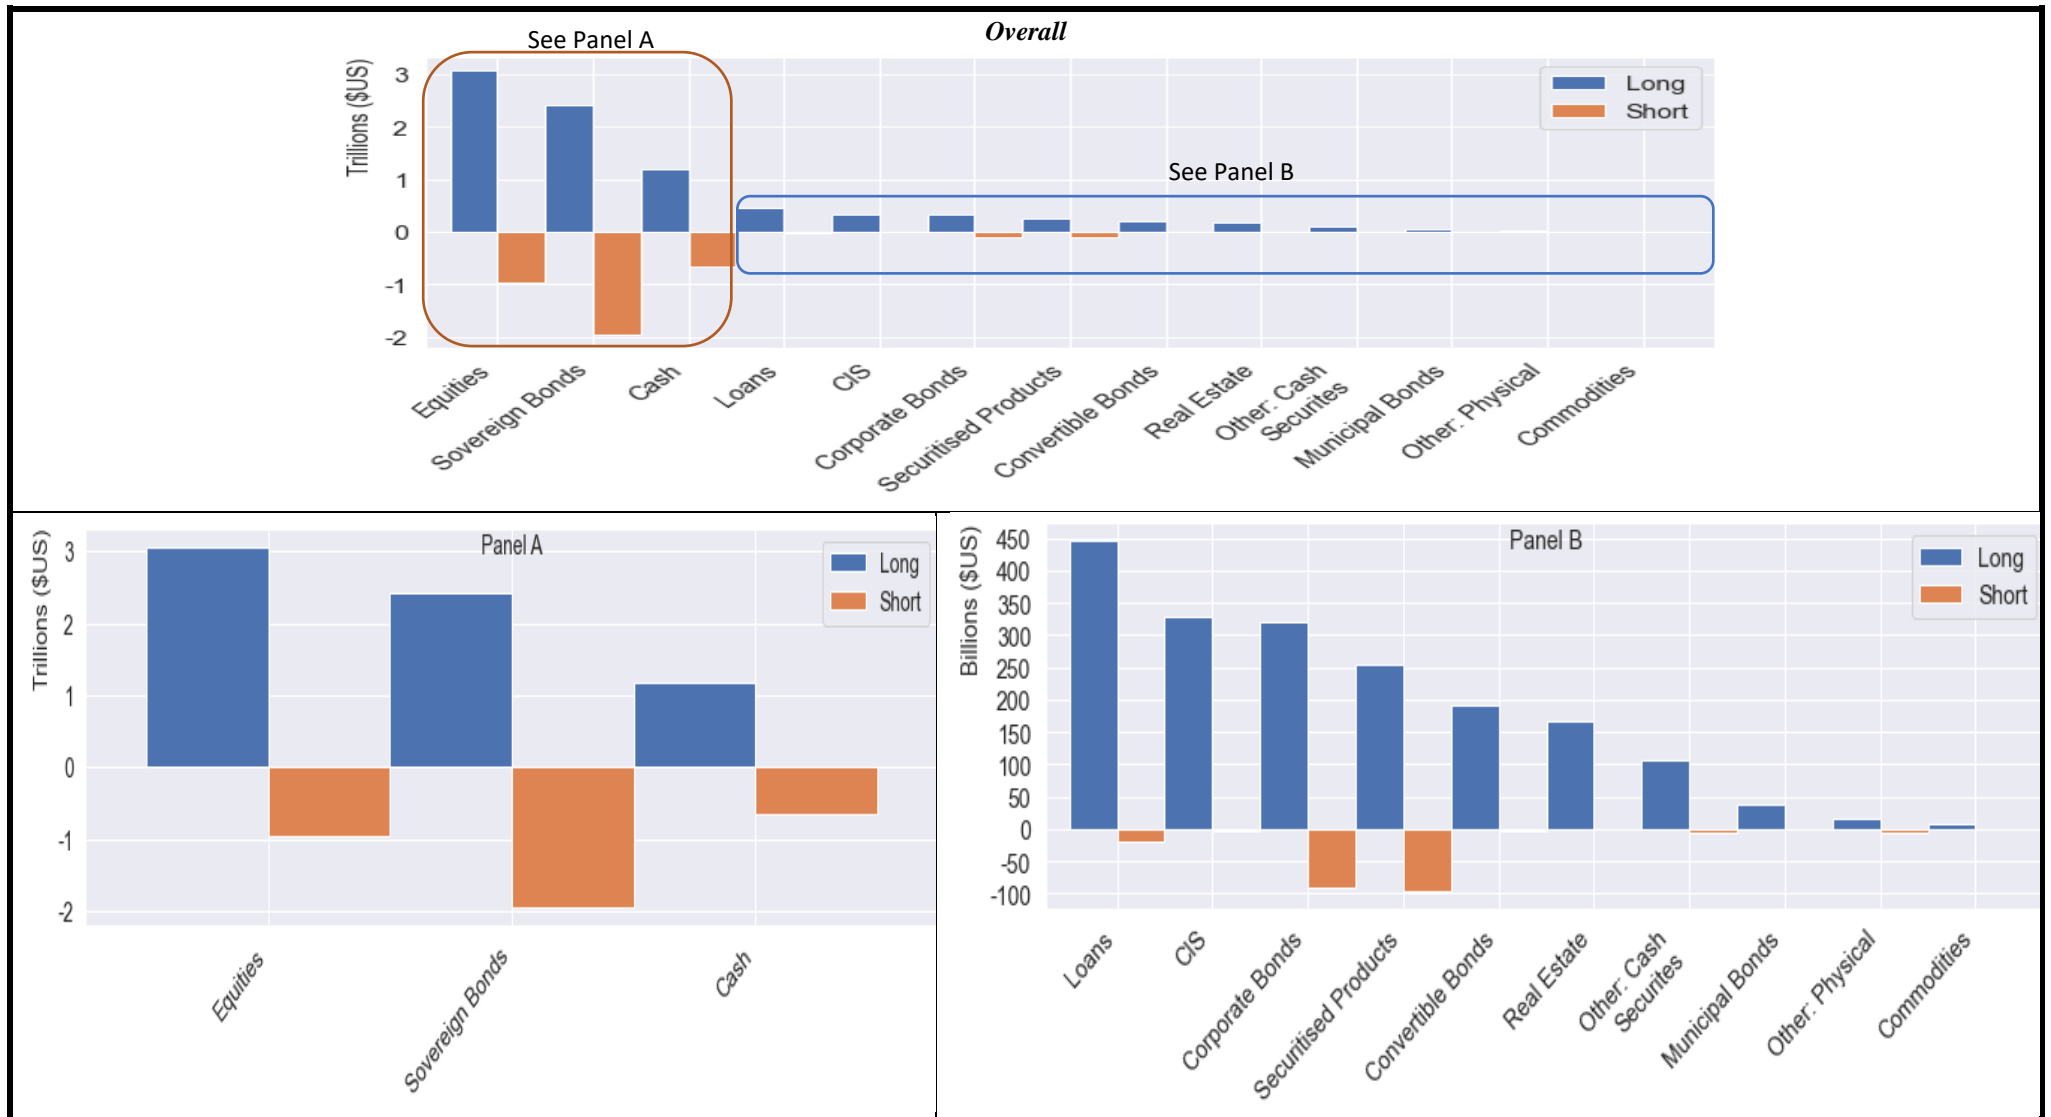 Overall
See Panel A
Trillions ($US)
3
2
1
0
-1
-2
Long
Short
See Panel B
Equities
Sovereign Bonds
Cash
Loans
CIS
Corporate Bonds
Securitised Products
Convertible Bonds
Real Estate
Other: Cash
Securites
Municipal Bonds
Other: Physical
Commodities
Panel A
Trillions ($US)
3
2
1
0
-1
-2
Long
Short
Equities
Sovereign Bonds
Cash
Panel B
Billions ($US)
450
400
350
300
250
200
150
100
50
0
-50
-100
Long
Short
Loans
CIS
Corporate Bonds
Securitised Products
Convertible Bonds
Real Estate
Other: Cash
Securites
Municipal Bonds
Other: Physical
Commodities